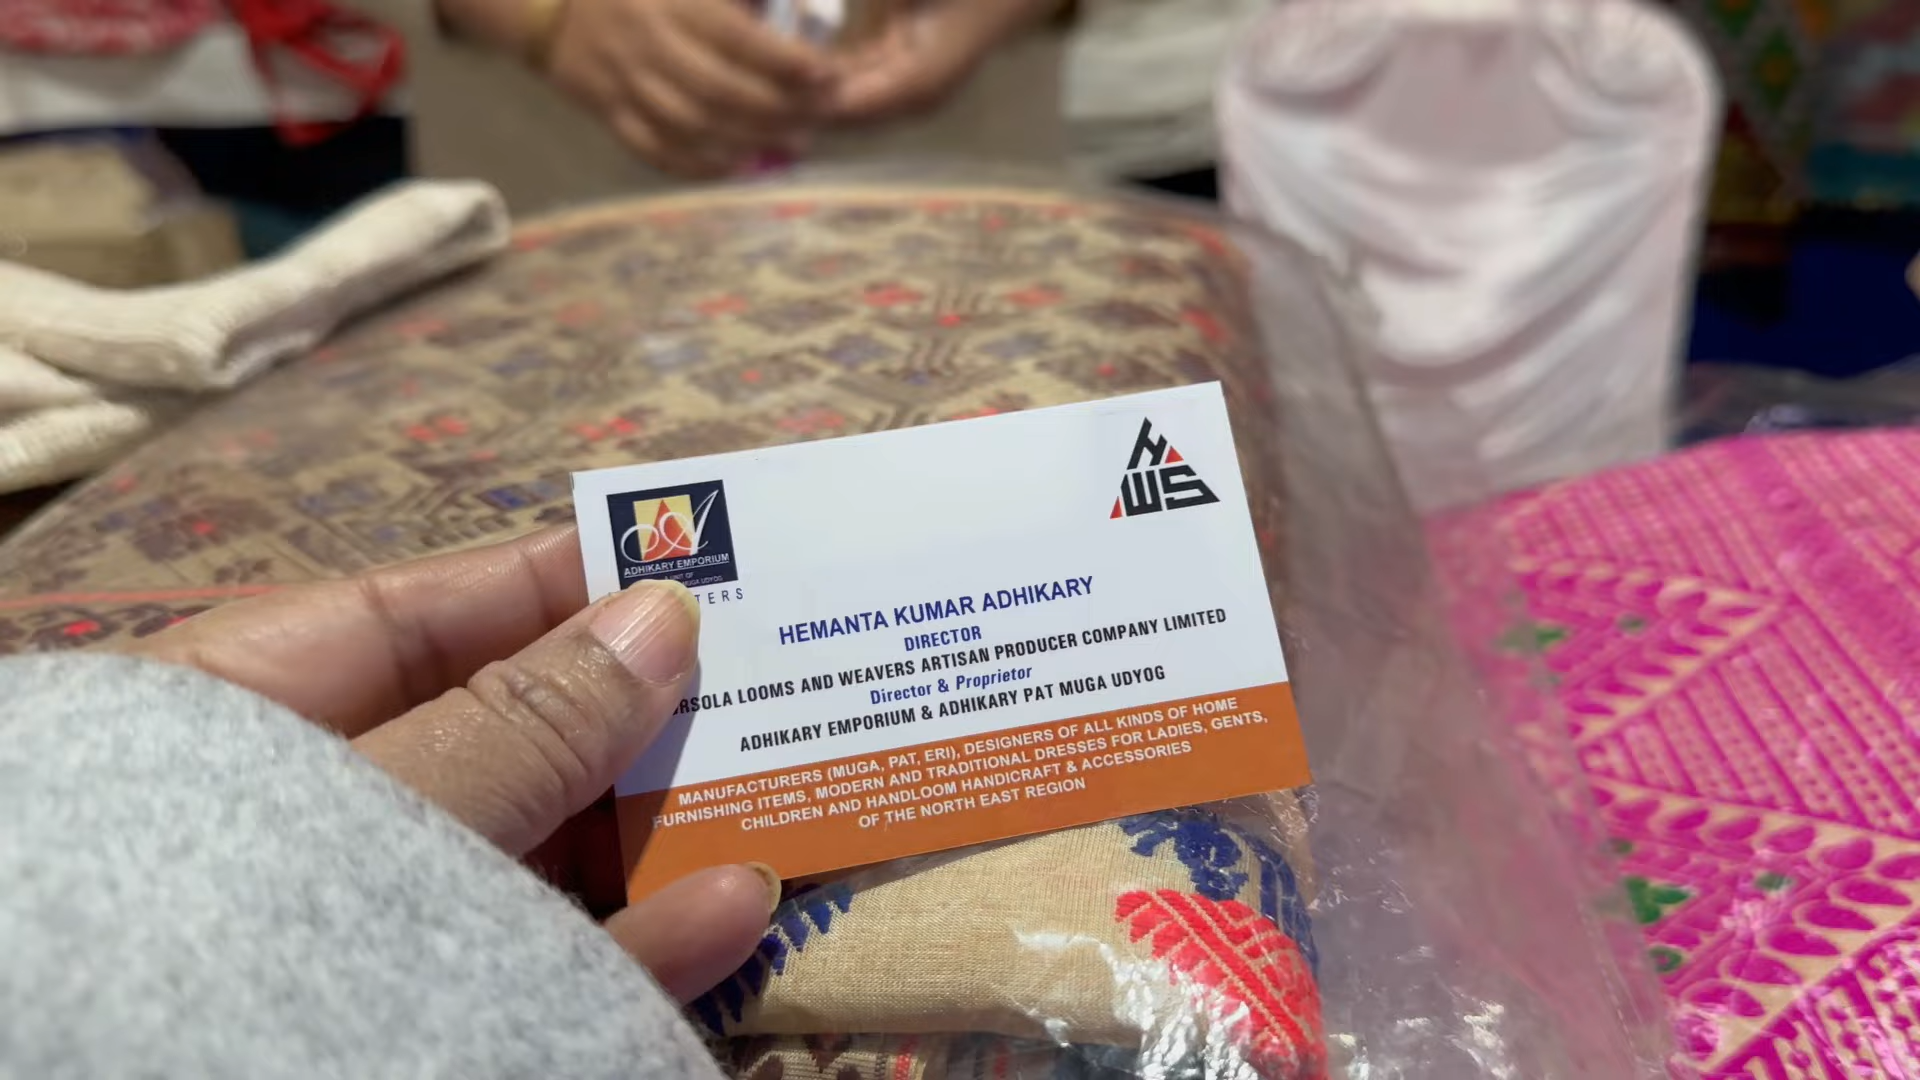 ADHIKARY EMPORIUM
MUGA UDYOG
HWS
HEMANTA KUMAR ADHIKARY
DIRECTOR
LOOMS AND WEAVERS ARTISAN PRODUCER COMPANY LIMITED
Director & Proprietor
ADHIKARY EMPORIUM & ADHIKARY PAT MUGA UDYOG
MANUFACTURERS (MUGA, PAT, ERI), DESIGNERS OF ALL KINDS OF HOME
FURNISHING ITEMS, MODERN AND TRADITIONAL DRESSES FOR LADIES, GENTS,
CHILDREN AND HANDLOOM HANDICRAFT & ACCESSORIES
OF THE NORTH EAST REGION